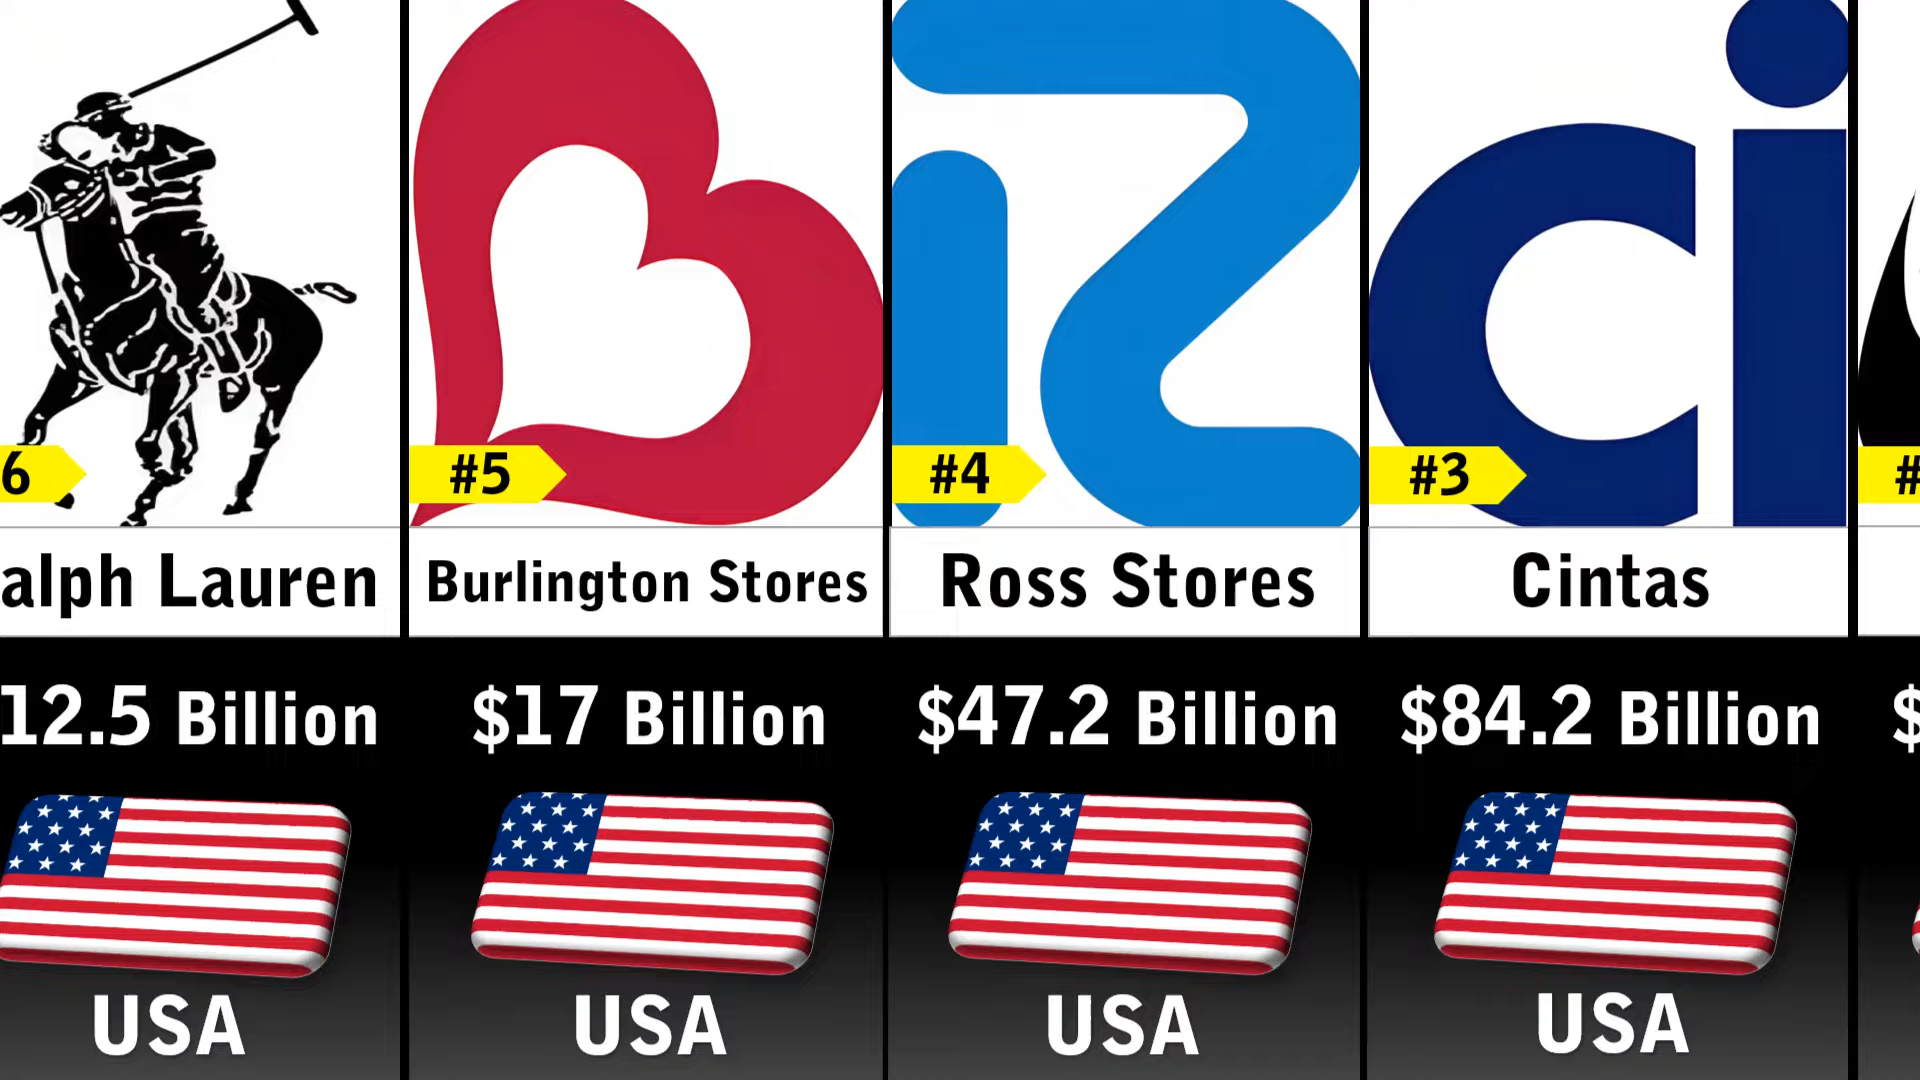 ci
6
#5
#4
#3
#
alph Lauren
Burlington Stores
Ross Stores
Cintas
12.5 Billion
$17 Billion
$47.2 Billion
$84.2 Billion
$
USA
USA
USA
USA